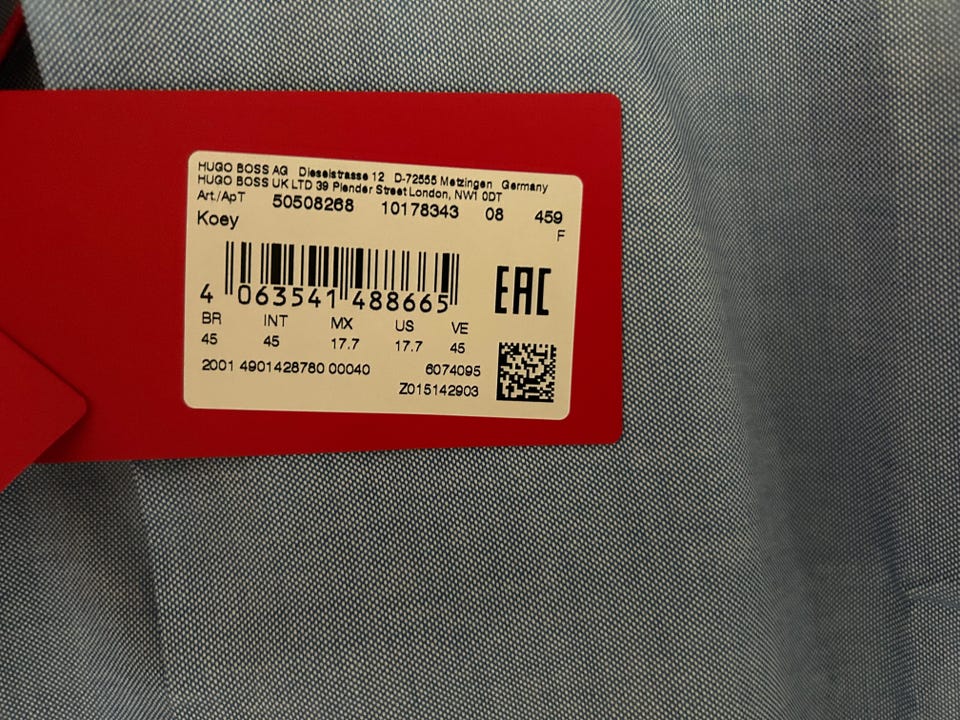 HUGO BOSS AG Dieselstrasse 12 D-72555 Metzingen Germany
HUGO BOSS UK LTD 39 Plender Street London, NW1 0DT
Art./ApT 50508268 10178343 08 459
Koey F
EAC
4 063541 488665
BR INT MX US VE
45 45 17.7 17.7 45
2001 4901428780 00040 6074095
Z015142903